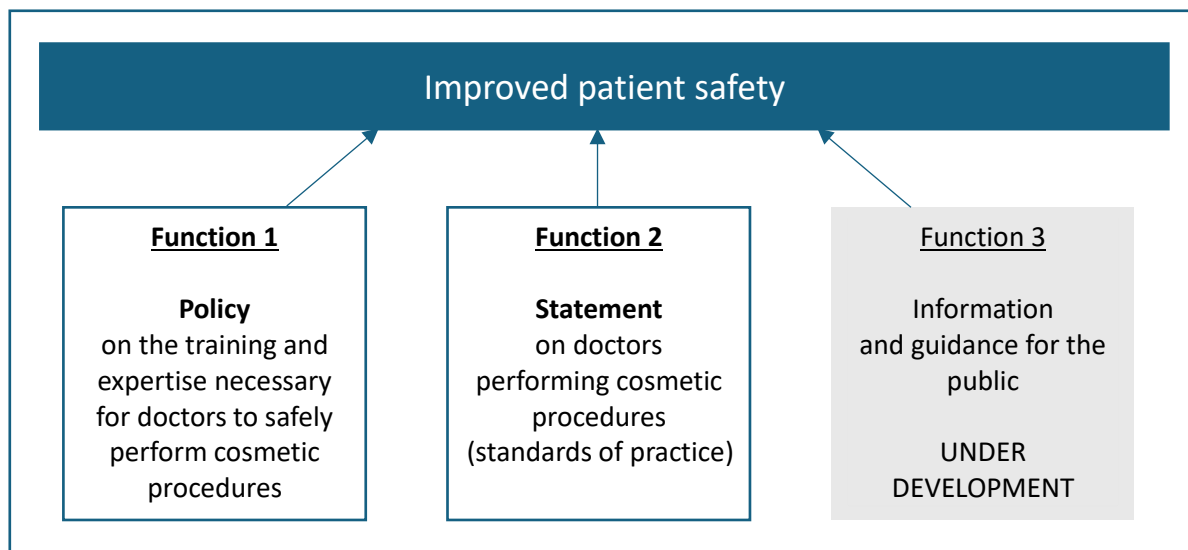 Improved patient safety
Function 1
Policy
on the training and
expertise necessary
for doctors to safely
perform cosmetic
procedures
Function 2
Statement
on doctors
performing cosmetic
procedures
(standards of practice)
Function 3
Information
and guidance for the
public
UNDER
DEVELOPMENT